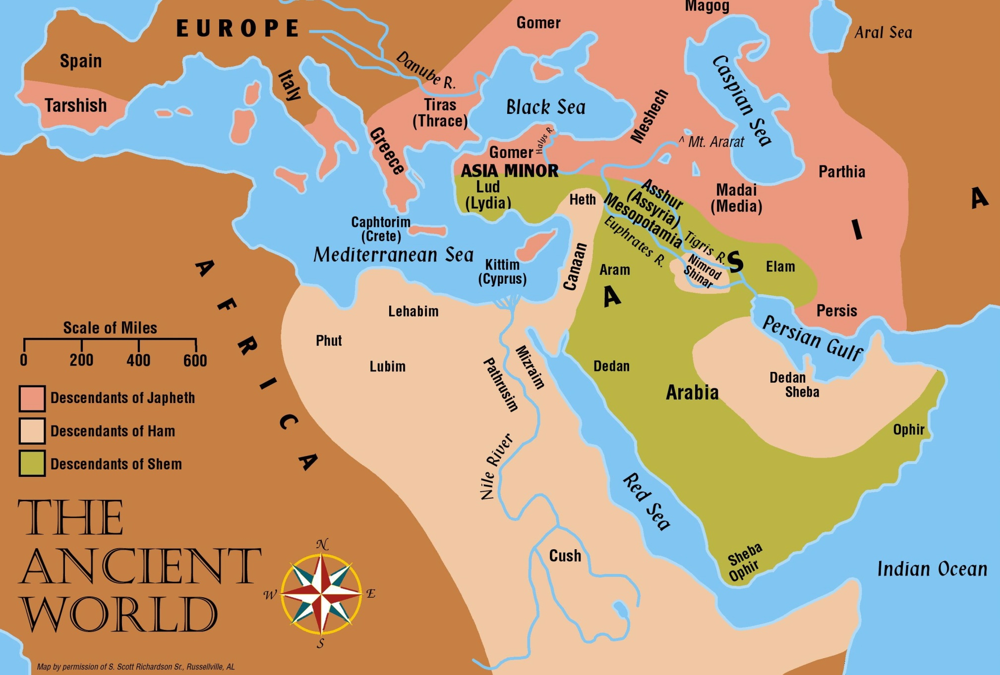 Magog
Gomer
EUROPE
Aral Sea
Spain
Danube R.
Italy
Caspian Sea
Tarshish
Tiras
(Thrace)
Black Sea
Meshech
Greece
Halys R.
^ Mt. Ararat
Gomer
ASIA MINOR
Parthia
Lud
(Lydia)
Heth
Asshur
(Assyria)
Mesopotamia
Madai
(Media)
ASIA
Caphtorim
(Crete)
Euphrates R.
Tigris R.
Mediterranean Sea
Kittim
(Cyprus)
Canaan
Aram
Nimrod
Shinar
Elam
AFRICA
Lehabim
Persis
Persian Gulf
Scale of Miles
0 200 400 600
Phut
Lubim
Pathrusim
Mizraim
Dedan
Arabia
Dedan
Sheba
Descendants of Japheth
Descendants of Ham
Descendants of Shem
Ophir
Nile River
Red Sea
THE
ANCIENT
WORLD
N
W
E
S
Cush
Sheba
Ophir
Indian Ocean
Map by permission of S. Scott Richardson Sr., Russellville, AL